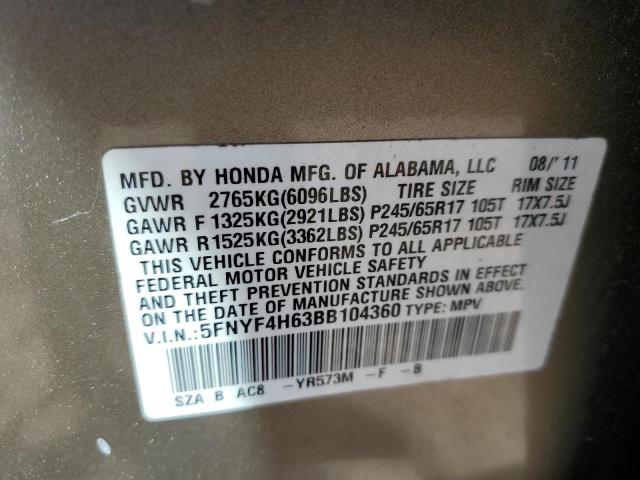 MFD. BY HONDA MFG. OF ALABAMA, LLC 08/'11
GVWR 2765KG(6096LBS) TIRE SIZE RIM SIZE
GAWR F 1325KG(2921LBS) P245/65R17 105T 17X7.5J
GAWR R 1525KG(3362LBS) P245/65R17 105T 17X7.5J
THIS VEHICLE CONFORMS TO ALL APPLICABLE
FEDERAL MOTOR VEHICLE SAFETY
AND THEFT PREVENTION STANDARDS IN EFFECT
ON THE DATE OF MANUFACTURE SHOWN ABOVE.
V.I.N.:5FNYF4H63BB104360 TYPE: MPV
SZA B AC8 -YR573M -F -B